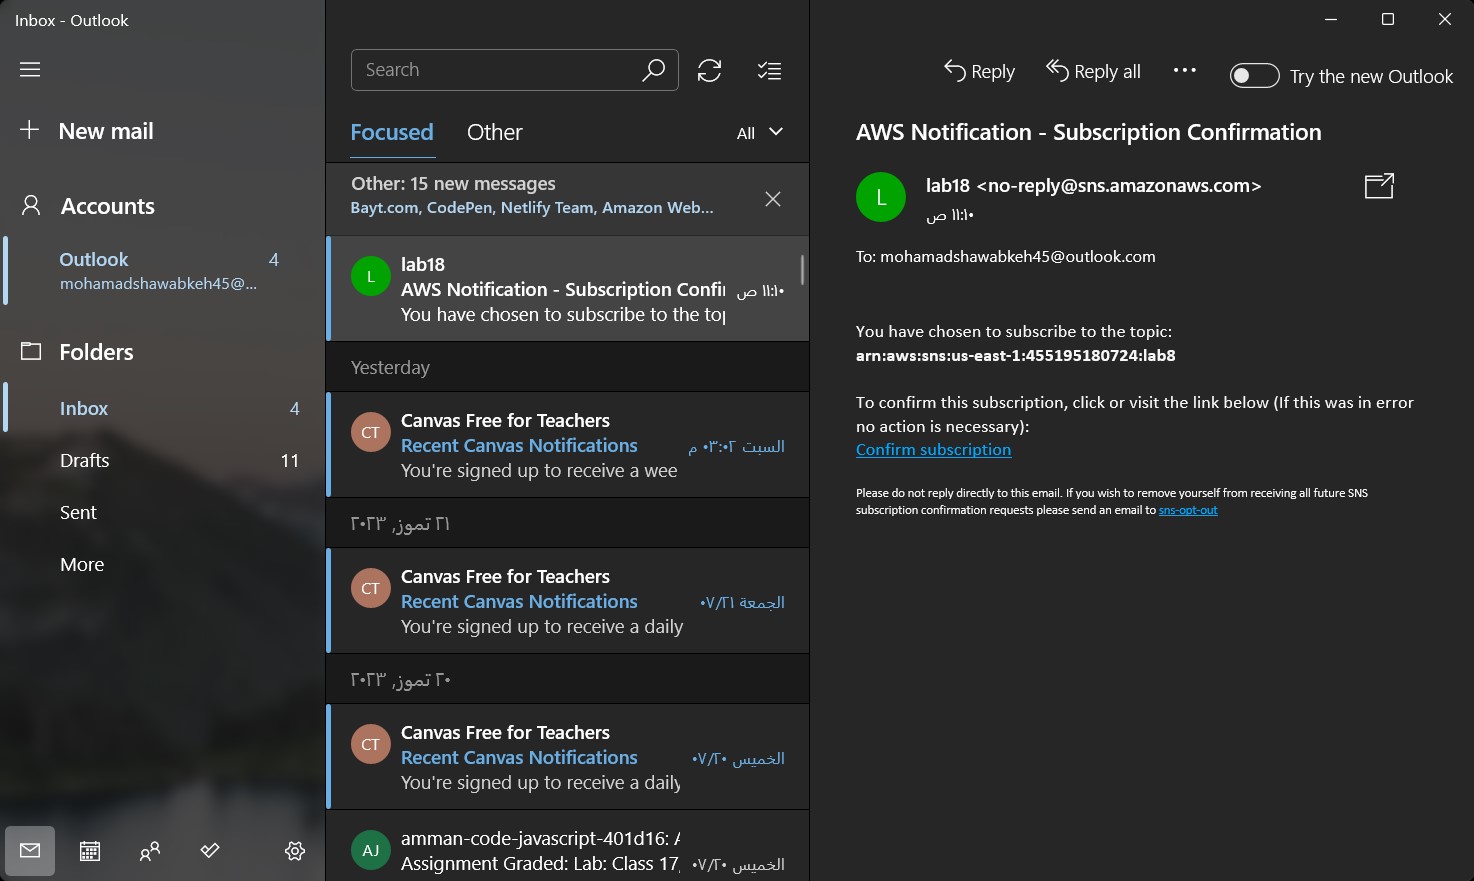 Inbox - Outlook
New mail
Accounts
Outlook 4
mohamadshawabkeh45@...
Folders
Inbox 4
Drafts 11
Sent
More
Search
Focused Other All
Other: 15 new messages
Bayt.com, CodePen, Netlify Team, Amazon Web...
L
lab18
AWS Notification - Subscription Confi
١١:١٠ ص
You have chosen to subscribe to the to
Yesterday
CT
Canvas Free for Teachers
Recent Canvas Notifications
السبت ٠٣:٠٢ م
You're signed up to receive a wee
٢١ تموز, ٢٠٢٣
CT
Canvas Free for Teachers
Recent Canvas Notifications
الجمعة ٠٧/٢١
You're signed up to receive a daily
٢٠ تموز, ٢٠٢٣
CT
Canvas Free for Teachers
Recent Canvas Notifications
الخميس ٠٧/٢٠
You're signed up to receive a daily
AJ
amman-code-javascript-401d16: A
Assignment Graded: Lab: Class 17,
الخميس ٠٧/٢٠
Reply Reply all ... Try the new Outlook
AWS Notification - Subscription Confirmation
L
lab18 <no-reply@sns.amazonaws.com>
١١:١٠ ص
To: mohamadshawabkeh45@outlook.com
You have chosen to subscribe to the topic:
arn:aws:sns:us-east-1:455195180724:lab8
To confirm this subscription, click or visit the link below (If this was in error
no action is necessary):
Confirm subscription
Please do not reply directly to this email. If you wish to remove yourself from receiving all future SNS
subscription confirmation requests please send an email to sns-opt-out